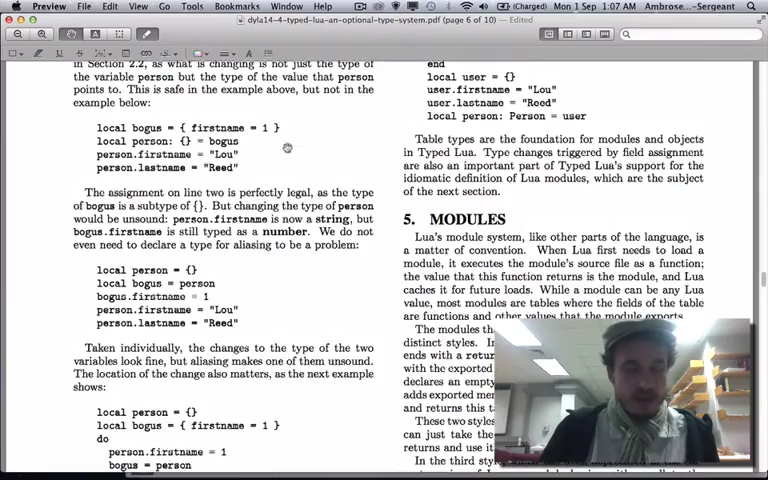 Preview File Edit View Go Tools Bookmarks Window Help (Charged) Mon 1 Sep 1:07 AM Ambrose...-Sergeant
dyla14-4-typed-lua-an-optional-type-system.pdf (page 6 of 10) — Edited
in Section 2.2, as what is changing is not just the type of
the variable person but the type of the value that person
points to. This is safe in the example above, but not in the
example below:
local bogus = { firstname = 1 }
local person: {} = bogus
person.firstname = "Lou"
person.lastname = "Reed"
The assignment on line two is perfectly legal, as the type
of bogus is a subtype of {}. But changing the type of person
would be unsound: person.firstname is now a string, but
bogus.firstname is still typed as a number. We do not
even need to declare a type for aliasing to be a problem:
local person = {}
local bogus = person
bogus.firstname = 1
person.firstname = "Lou"
person.lastname = "Reed"
Taken individually, the changes to the type of the two
variables look fine, but aliasing makes one of them unsound.
The location of the change also matters, as the next example
shows:
local person = {}
local bogus = { firstname = 1 }
do
person.firstname = 1
bogus = person
end
local user = {}
user.firstname = "Lou"
user.lastname = "Reed"
local person: Person = user
Table types are the foundation for modules and objects
in Typed Lua. Type changes triggered by field assignment
are also an important part of Typed Lua's support for the
idiomatic definition of Lua modules, which are the subject
of the next section.
5. MODULES
Lua's module system, like other parts of the language, is
a matter of convention. When Lua first needs to load a
module, it executes the module's source file as a function;
the value that this function returns is the module, and Lua
caches it for future loads. While a module can be any Lua
value, most modules are tables where the fields of the table
are functions and other values that the module exports.
The modules th
distinct styles. In
ends with a retur
with the exported
declares an empty
adds exported mem
and returns this t
These two styles
can just take the
returns and use it
In the third style